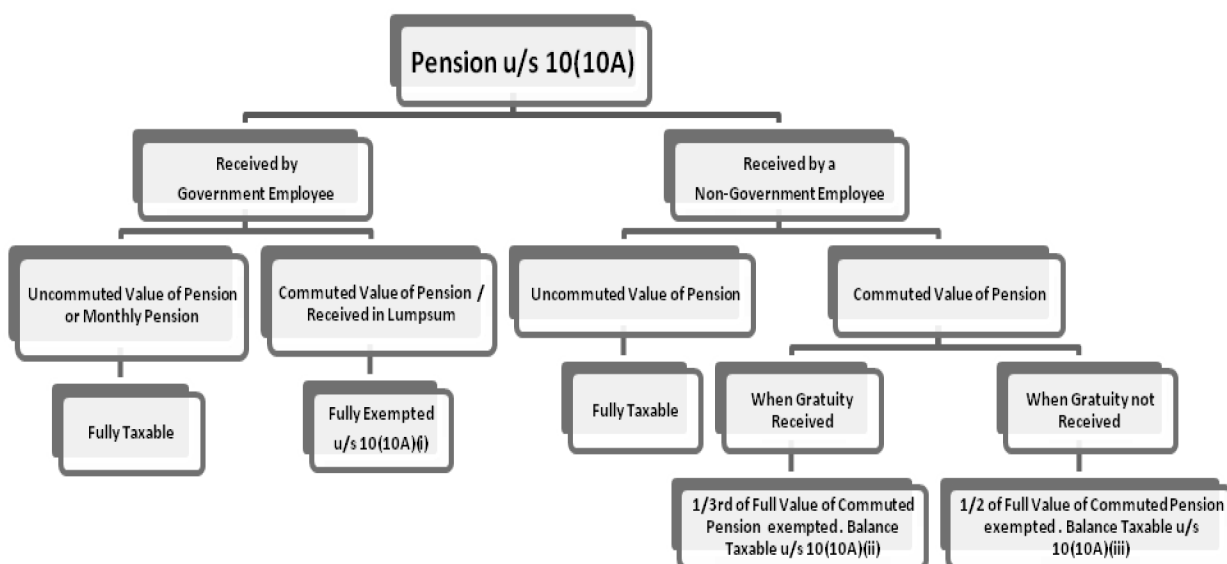 Pension u/s 10(10A)
Received by
Government Employee
Received by a
Non-Government Employee
Uncommuted Value of Pension
or Monthly Pension
Commuted Value of Pension /
Received in Lumpsum
Uncommuted Value of Pension
Commuted Value of Pension
Fully Taxable
Fully Exempted
u/s 10(10A)(i)
Fully Taxable
When Gratuity
Received
When Gratuity not
Received
1/3rd of Full Value of Commuted
Pension exempted . Balance
Taxable u/s 10(10A)(ii)
1/2 of Full Value of Commuted Pension
exempted . Balance Taxable u/s
10(10A)(iii)